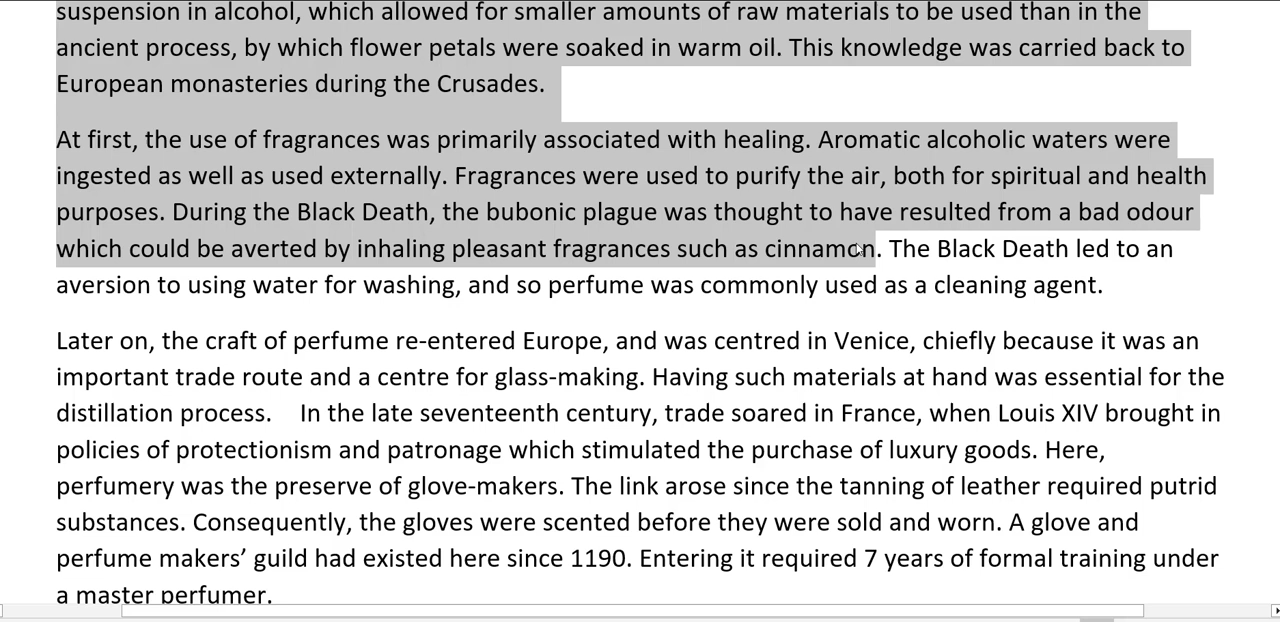 suspension in alcohol, which allowed for smaller amounts of raw materials to be used than in the
ancient process, by which flower petals were soaked in warm oil. This knowledge was carried back to
European monasteries during the Crusades.
At first, the use of fragrances was primarily associated with healing. Aromatic alcoholic waters were
ingested as well as used externally. Fragrances were used to purify the air, both for spiritual and health
purposes. During the Black Death, the bubonic plague was thought to have resulted from a bad odour
which could be averted by inhaling pleasant fragrances such as cinnamon. The Black Death led to an
aversion to using water for washing, and so perfume was commonly used as a cleaning agent.
Later on, the craft of perfume re-entered Europe, and was centred in Venice, chiefly because it was an
important trade route and a centre for glass-making. Having such materials at hand was essential for the
distillation process. In the late seventeenth century, trade soared in France, when Louis XIV brought in
policies of protectionism and patronage which stimulated the purchase of luxury goods. Here,
perfumery was the preserve of glove-makers. The link arose since the tanning of leather required putrid
substances. Consequently, the gloves were scented before they were sold and worn. A glove and
perfume makers’ guild had existed here since 1190. Entering it required 7 years of formal training under
a master perfumer.